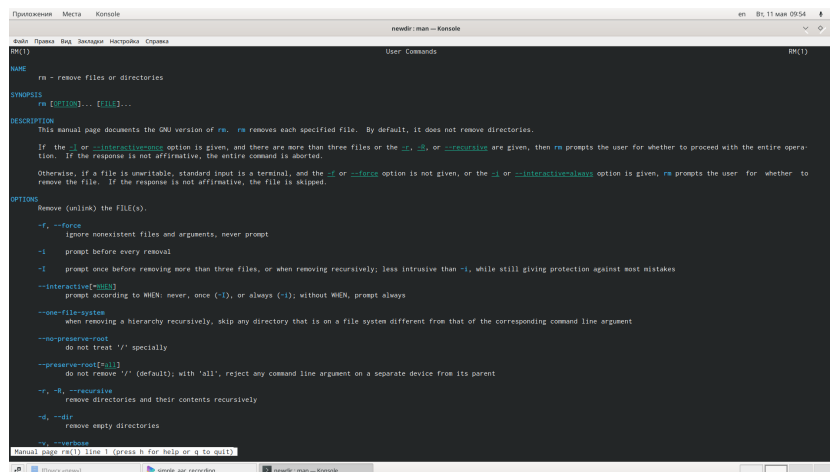 Приложения Места Konsole en Вт, 11 мая 09:54
newdir : man — Konsole
Файл Правка Вид Закладки Настройка Справка
RM(1) User Commands RM(1)
NAME
rm - remove files or directories
SYNOPSIS
rm [OPTION]... [FILE]...
DESCRIPTION
This manual page documents the GNU version of rm. rm removes each specified file. By default, it does not remove directories.
If the -I or --interactive=once option is given, and there are more than three files or the -r, -R, or --recursive are given, then rm prompts the user for whether to proceed with the entire opera-
tion. If the response is not affirmative, the entire command is aborted.
Otherwise, if a file is unwritable, standard input is a terminal, and the -f or --force option is not given, or the -i or --interactive=always option is given, rm prompts the user for whether to
remove the file. If the response is not affirmative, the file is skipped.
OPTIONS
Remove (unlink) the FILE(s).
-f, --force
ignore nonexistent files and arguments, never prompt
-i prompt before every removal
-I prompt once before removing more than three files, or when removing recursively; less intrusive than -i, while still giving protection against most mistakes
--interactive[=WHEN]
prompt according to WHEN: never, once (-I), or always (-i); without WHEN, prompt always
--one-file-system
when removing a hierarchy recursively, skip any directory that is on a file system different from that of the corresponding command line argument
--no-preserve-root
do not treat '/' specially
--preserve-root[=all]
do not remove '/' (default); with 'all', reject any command line argument on a separate device from its parent
-r, -R, --recursive
remove directories and their contents recursively
-d, --dir
remove empty directories
-v, --verbose
Manual page rm(1) line 1 (press h for help or q to quit)
simple_aar_recording newdir : man — Konsole